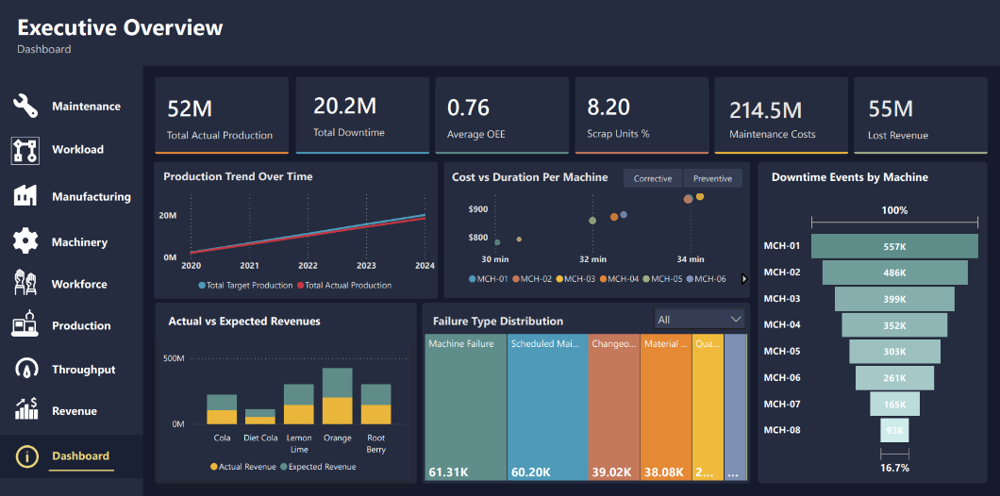 Executive Overview
Dashboard
Maintenance
Workload
Manufacturing
Machinery
Workforce
Production
Throughput
Revenue
Dashboard
52M
Total Actual Production
20.2M
Total Downtime
0.76
Average OEE
8.20
Scrap Units %
214.5M
Maintenance Costs
55M
Lost Revenue
Production Trend Over Time
20M
0M
2020 2021 2022 2023 2024
Total Target Production Total Actual Production
Cost vs Duration Per Machine
Corrective Preventive
$900
$800
30 min 32 min 34 min
MCH-01 MCH-02 MCH-03 MCH-04 MCH-05 MCH-06
Downtime Events by Machine
100%
MCH-01 557K
MCH-02 486K
MCH-03 399K
MCH-04 352K
MCH-05 303K
MCH-06 261K
MCH-07 165K
MCH-08 93K
16.7%
Actual vs Expected Revenues
500M
0M
Cola Diet Cola Lemon Lime Orange Root Berry
Actual Revenue Expected Revenue
Failure Type Distribution
All
Machine Failure Scheduled Mai... Changeo... Material ... Qua...
61.31K 60.20K 39.02K 38.08K 2... ...